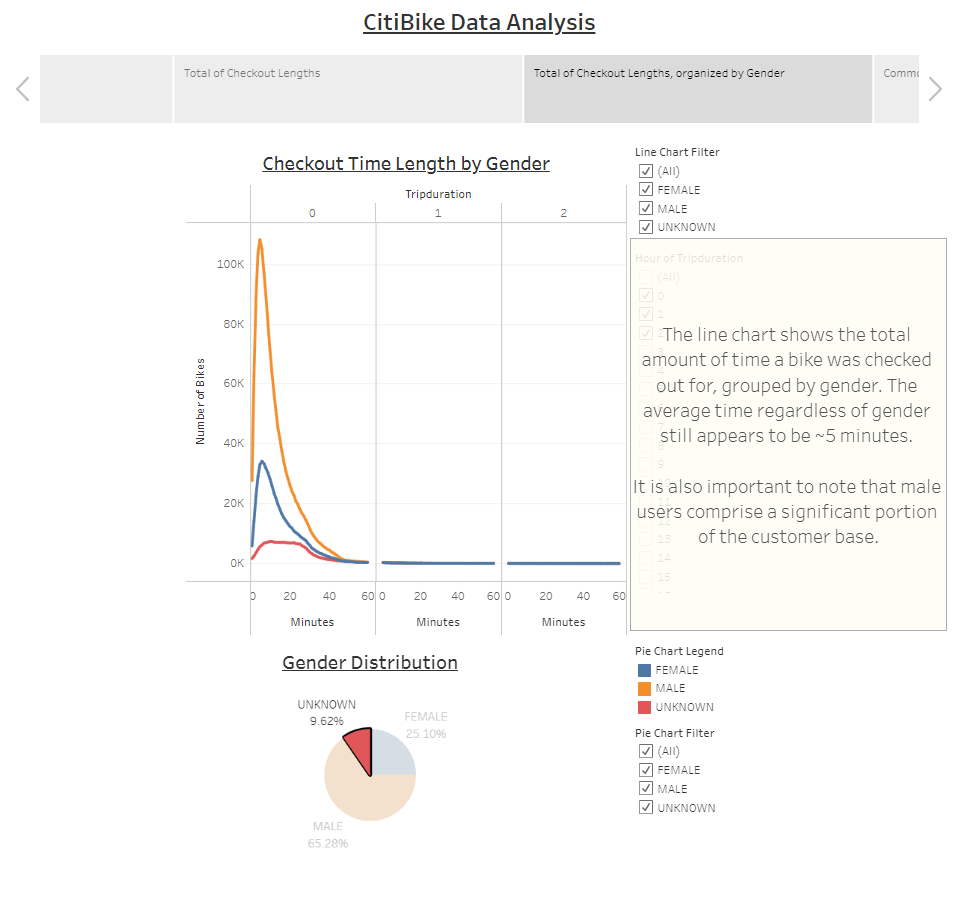 CitiBike Data Analysis
Total of Checkout Lengths
Total of Checkout Lengths, organized by Gender
Checkout Time Length by Gender
Tripduration
0
1
2
Number of Bikes
100K
80K
60K
40K
20K
0K
0 20 40 60
0 20 40 60
0 20 40 60
Minutes
Minutes
Minutes
Line Chart Filter
(All)
FEMALE
MALE
UNKNOWN
Hour of Tripduration
(All)
0
1
2
The line chart shows the total
amount of time a bike was checked
out for, grouped by gender. The
average time regardless of gender
still appears to be ~5 minutes.
9
It is also important to note that male
users comprise a significant portion
of the customer base.
12
13
14
15
Gender Distribution
UNKNOWN
9.62%
FEMALE
25.10%
MALE
65.28%
Pie Chart Legend
FEMALE
MALE
UNKNOWN
Pie Chart Filter
(All)
FEMALE
MALE
UNKNOWN